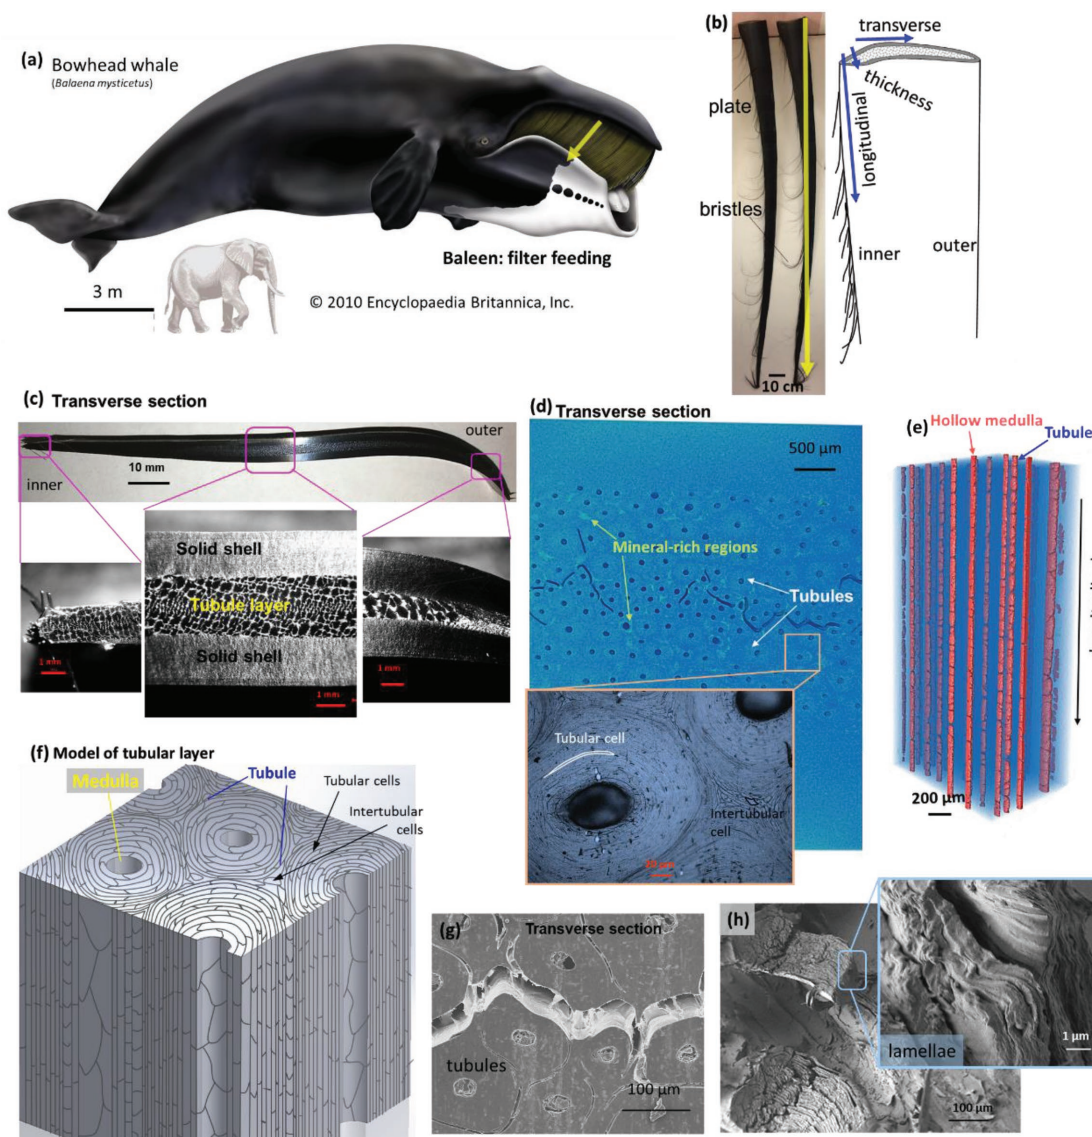 (a) Bowhead whale
(Balaena mysticetus)
3 m
Baleen: filter feeding
© 2010 Encyclopaedia Britannica, Inc.
(b)
plate
bristles
10 cm
transverse
thickness
longitudinal
inner
outer
(c) Transverse section
outer
10 mm
inner
Solid shell
Tubule layer
Solid shell
1 mm
1 mm
1 mm
(d) Transverse section
500 μm
Mineral-rich regions
Tubules
Tubular cell
Intertubular
cell
(e)
Hollow medulla
Tubule
200 μm
(f) Model of tubular layer
Medulla
Tubule
Tubular cells
Intertubular
cells
(g)
Transverse section
tubules
100 μm
(h)
lamellae
1 μm
100 μm